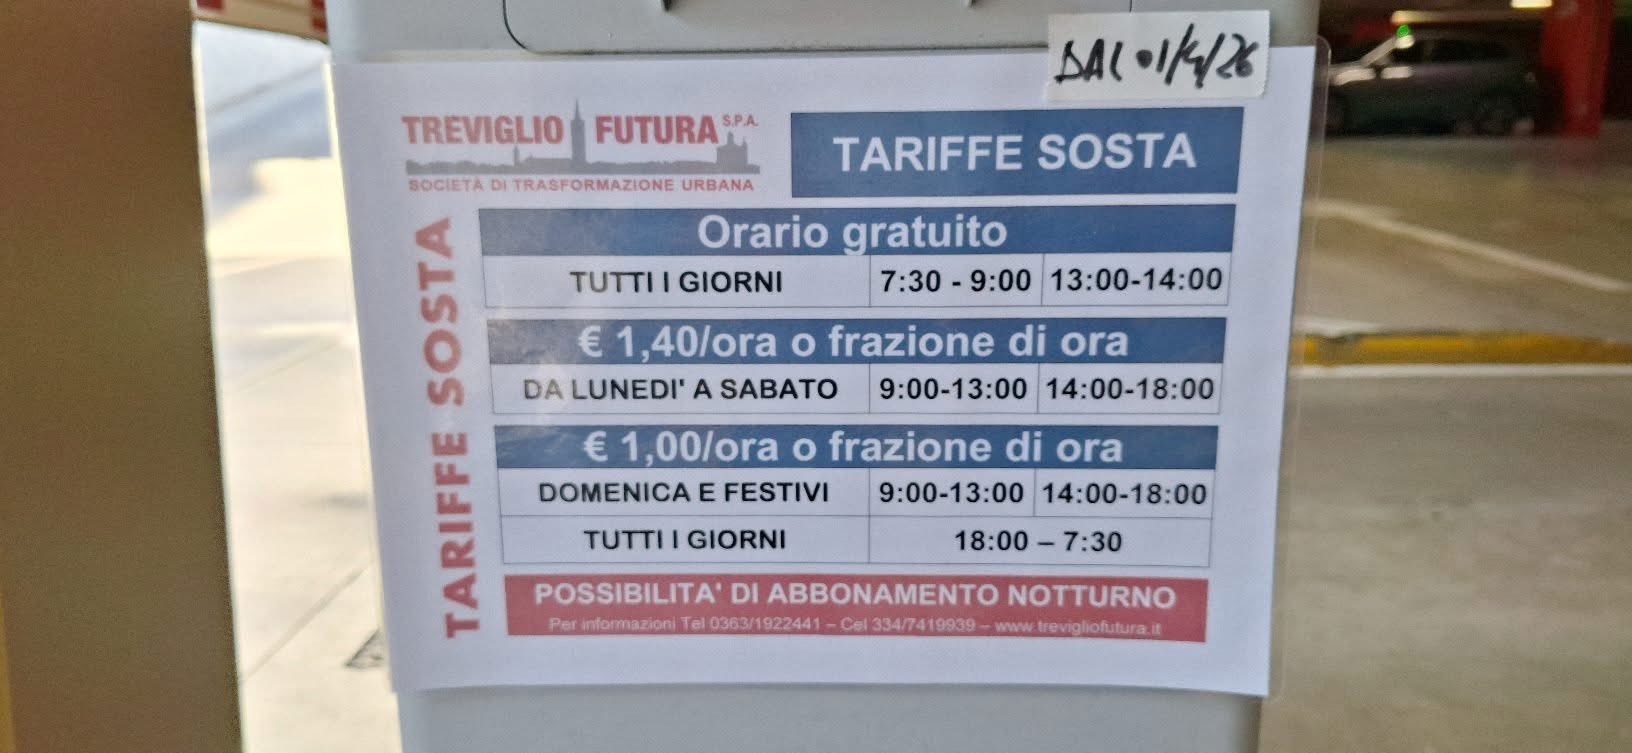 DAL 01/4/26
TREVIGLIO FUTURA S.P.A.
SOCIETÀ DI TRASFORMAZIONE URBANA
TARIFFE SOSTA
TARIFFE SOSTA
Orario gratuito
TUTTI I GIORNI 7:30 - 9:00 13:00-14:00
€ 1,40/ora o frazione di ora
DA LUNEDI' A SABATO 9:00-13:00 14:00-18:00
€ 1,00/ora o frazione di ora
DOMENICA E FESTIVI 9:00-13:00 14:00-18:00
TUTTI I GIORNI 18:00 – 7:30
POSSIBILITA' DI ABBONAMENTO NOTTURNO
Per informazioni Tel 0363/1922441 – Cel 334/7419939 – www.trevigliofutura.it